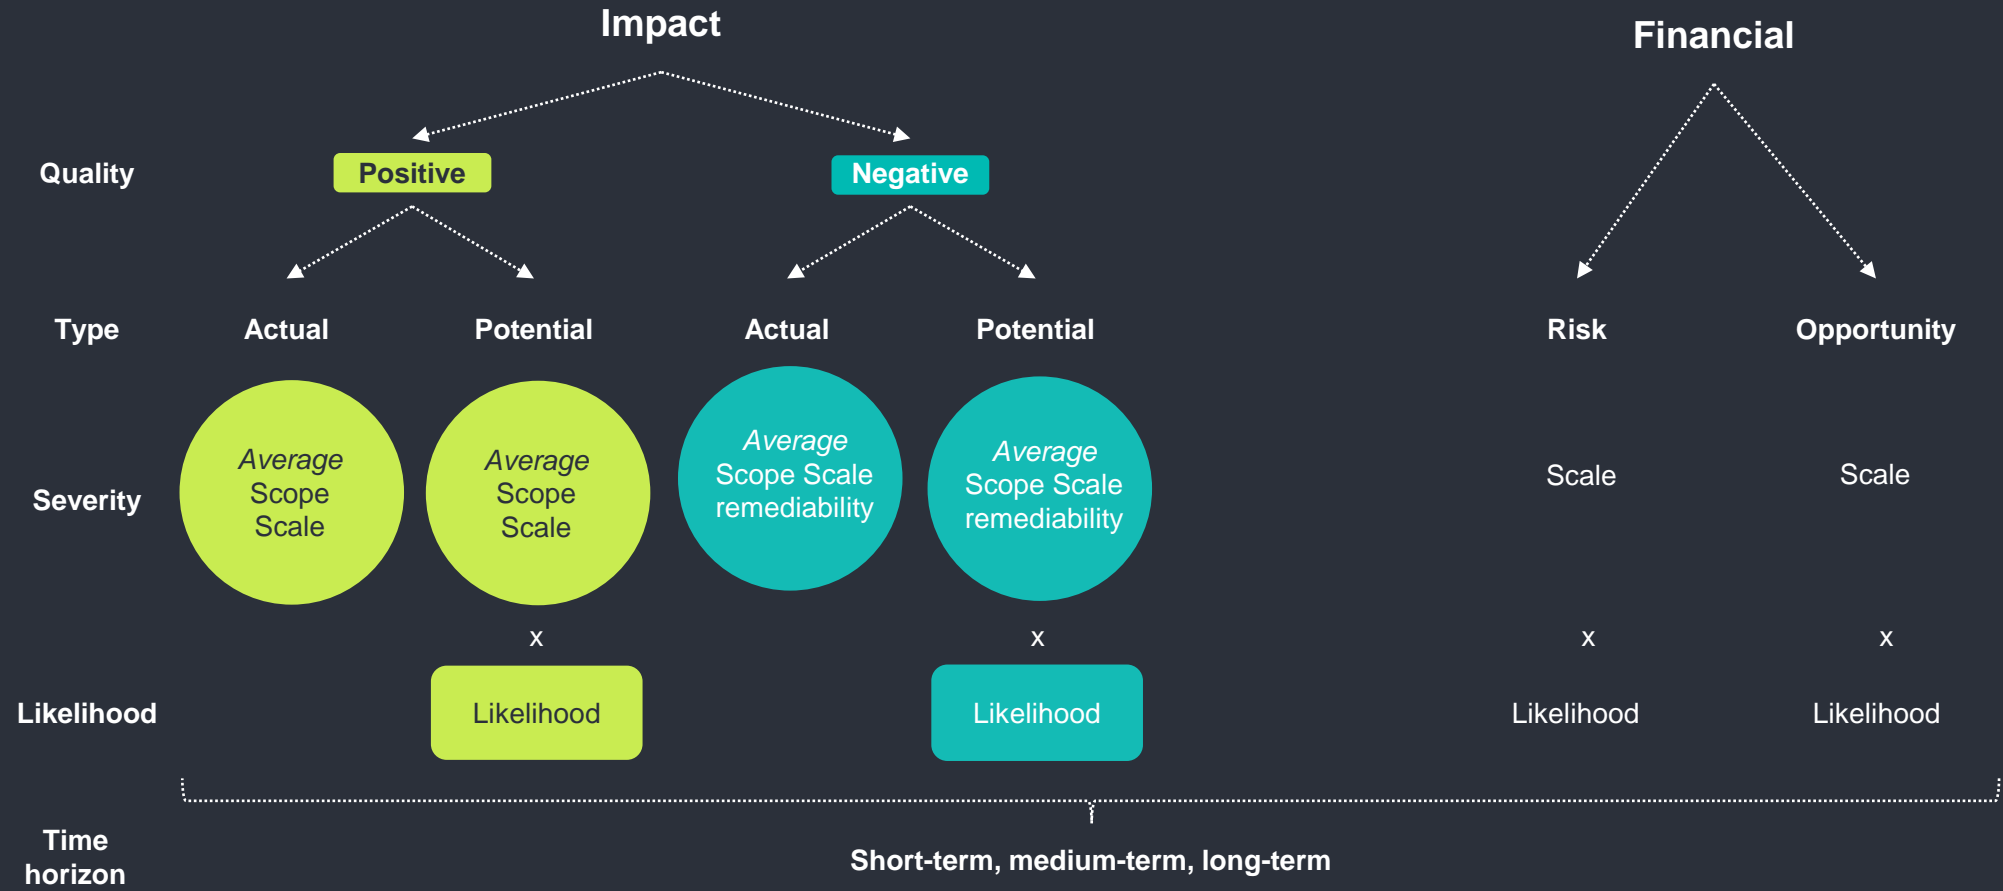 Impact
Financial
Quality
Positive
Negative
Type
Actual
Potential
Actual
Potential
Risk
Opportunity
Severity
Average
Scope
Scale
Average
Scope
Scale
Average
Scope Scale
remediability
Average
Scope Scale
remediability
Scale
Scale
x
x
x
x
Likelihood
Likelihood
Likelihood
Likelihood
Likelihood
Time
horizon
Short-term, medium-term, long-term